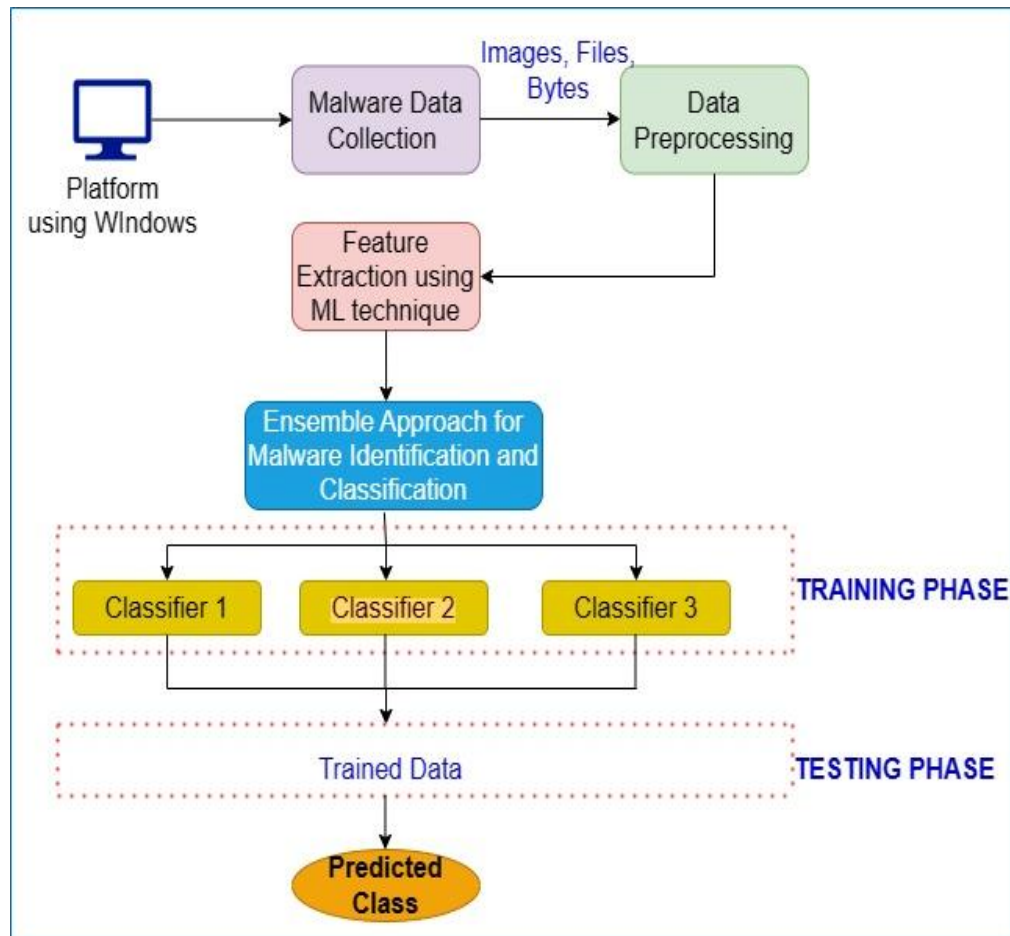 Images, Files,
Bytes
Malware Data
Collection
Data
Preprocessing
Platform
using WIndows
Feature
Extraction using
ML technique
Ensemble Approach for
Malware Identification and
Classification
Classifier 1
Classifier 2
Classifier 3
TRAINING PHASE
Trained Data
TESTING PHASE
Predicted
Class